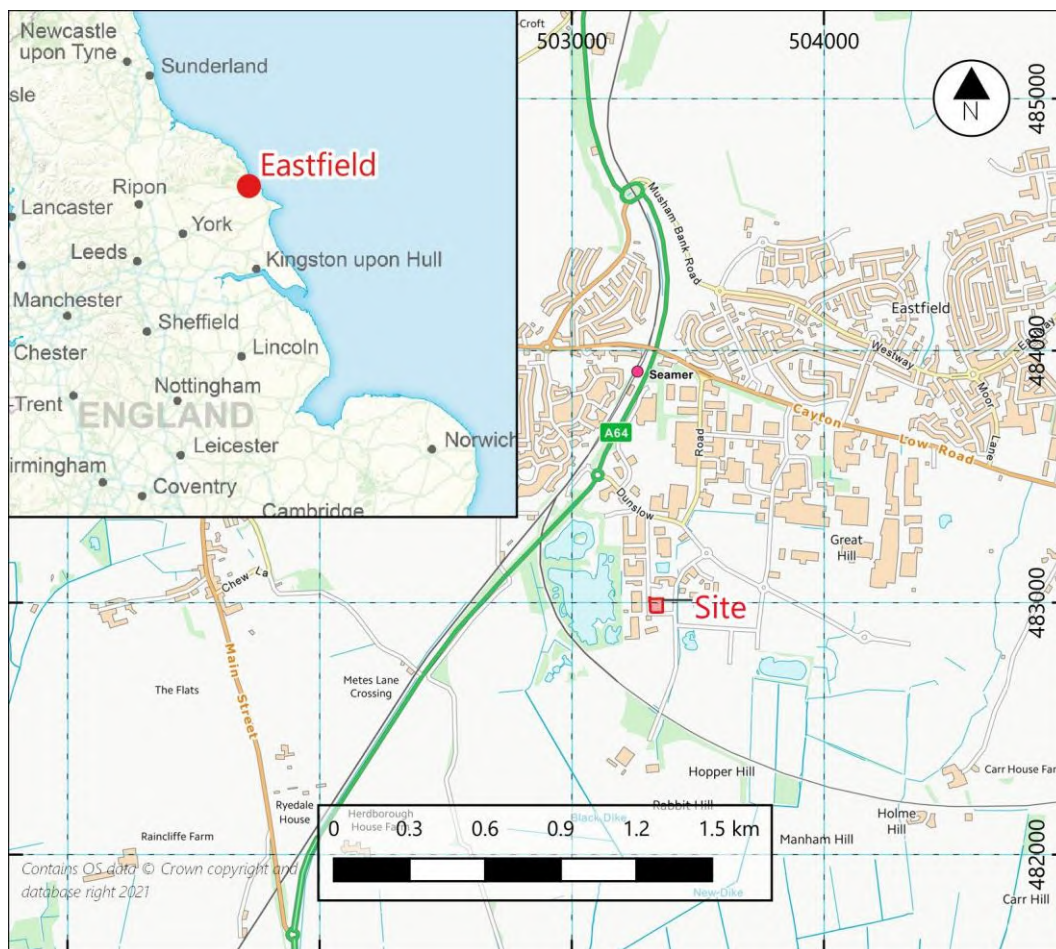 Newcastle
upon Tyne
Sunderland
sle
Eastfield
Ripon
Lancaster
York
Leeds
Kingston upon Hull
Manchester
Sheffield
Chester
Lincoln
Nottingham
Trent
ENGLAND
Leicester
Norwich
irmingham
Coventry
Cambridge
-Croft
503000
504000
N
485000
Musham Bank Road
Eastfield
Westway
484000
Seamer
Moor
Lane
Cayton Low Road
A64
Road
Dunslow
Great
Hill
Chew La
Site
483000
Main Street
The Flats
Metes Lane
Crossing
Hopper Hill
Carr House Far
Ryedale
House
Herdborough
House Farm
Rabbit Hill
Black Dike
Holme
Hill
Raincliffe Farm
Manham Hill
0 0.3 0.6 0.9 1.2 1.5 km
482000
Contains OS data © Crown copyright and
database right 2021
New Dike
Carr Hill